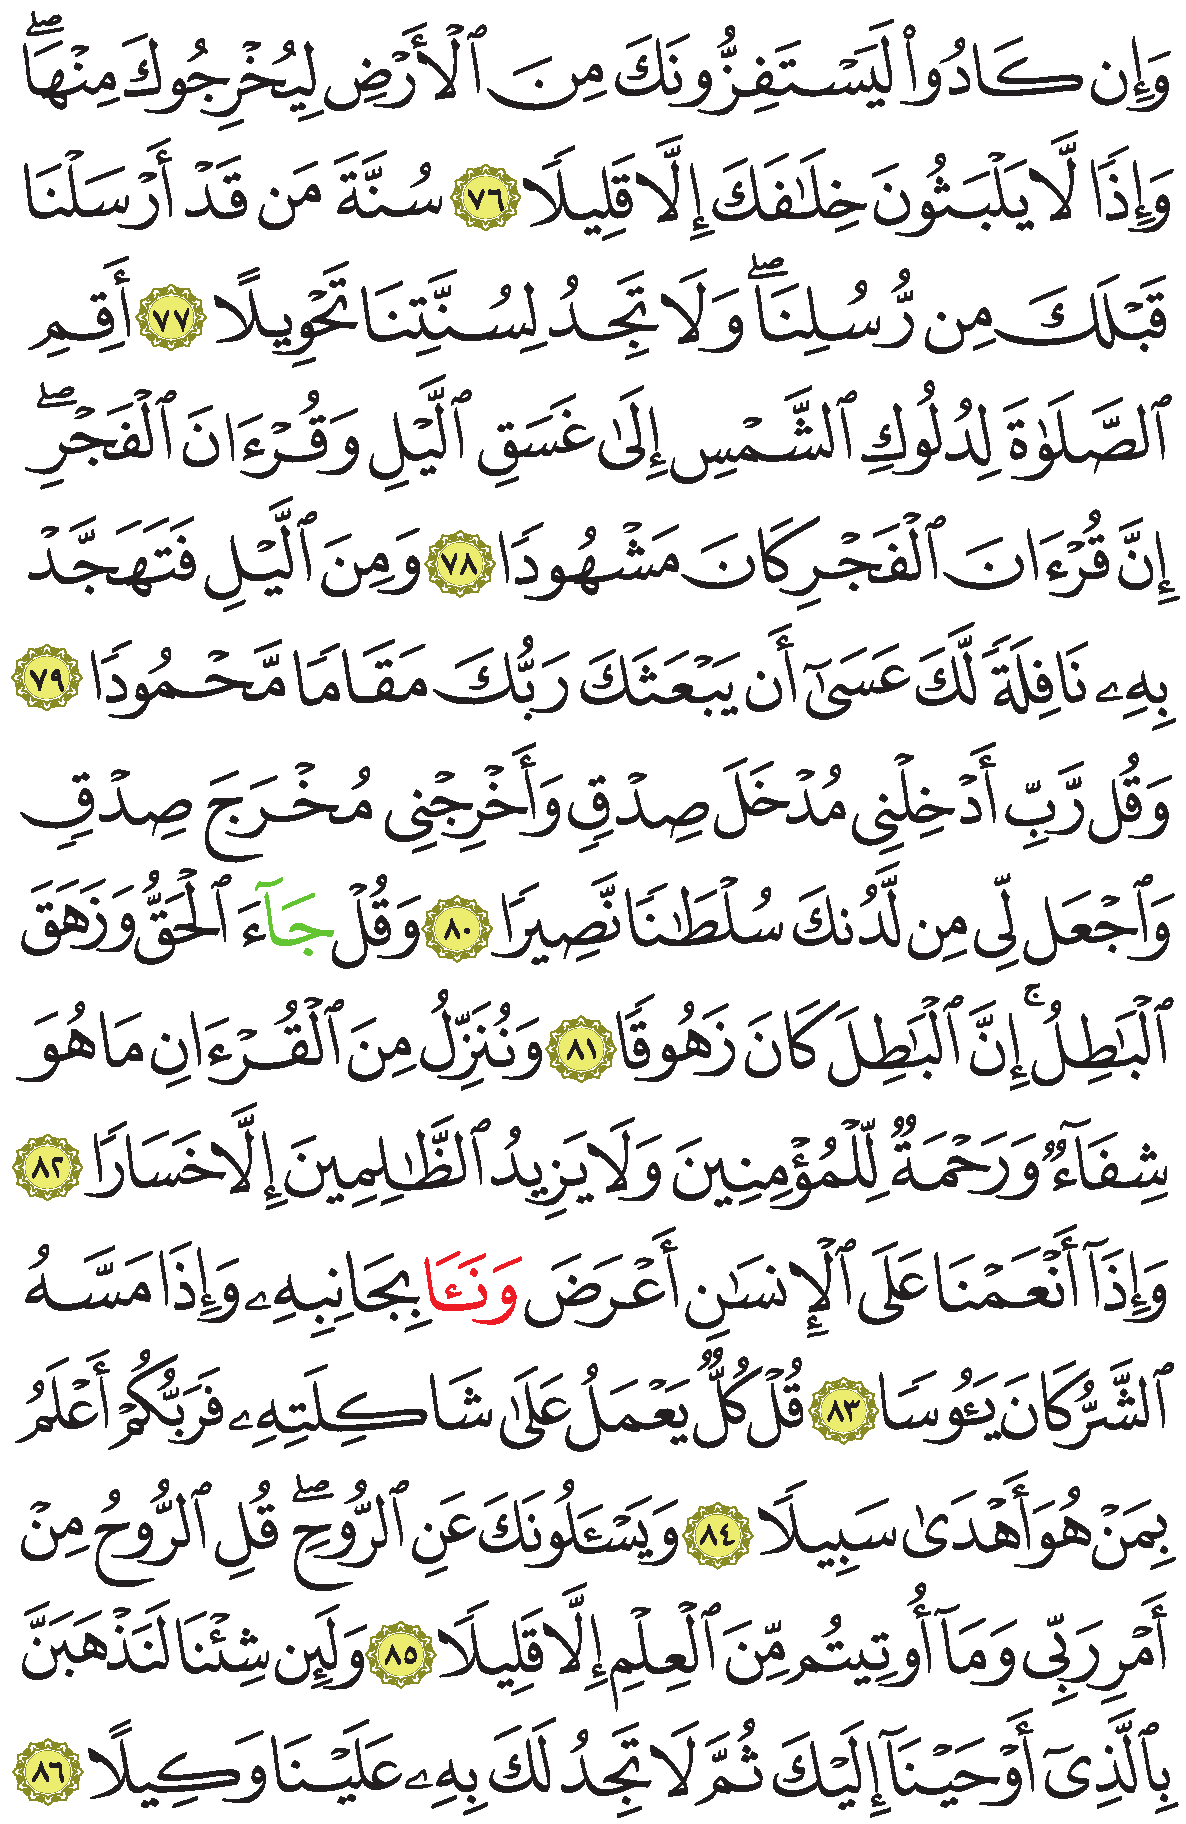 وَإِن كَادُوا۟ لَيَسْتَفِزُّونَكَ مِنَ ٱلْأَرْضِ لِيُخْرِجُوكَ مِنْهَا ۖ
وَإِذًا لَّا يَلْبَثُونَ خِلَٰفَكَ إِلَّا قَلِيلًا ٧٦ سُنَّةَ مَن قَدْ أَرْسَلْنَا
قَبْلَكَ مِن رُّسُلِنَا ۖ وَلَا تَجِدُ لِسُنَّتِنَا تَحْوِيلًا ٧٧ أَقِمِ
ٱلصَّلَوٰةَ لِدُلُوكِ ٱلشَّمْسِ إِلَىٰ غَسَقِ ٱلَّيْلِ وَقُرْءَانَ ٱلْفَجْرِ ۖ
إِنَّ قُرْءَانَ ٱلْفَجْرِ كَانَ مَشْهُودًا ٧٨ وَمِنَ ٱلَّيْلِ فَتَهَجَّدْ
بِهِۦ نَافِلَةً لَّكَ عَسَىٰٓ أَن يَبْعَثَكَ رَبُّكَ مَقَامًا مَّحْمُودًا ٧٩
وَقُل رَّبِّ أَدْخِلْنِى مُدْخَلَ صِدْقٍ وَأَخْرِجْنِى مُخْرَجَ صِدْقٍ
وَٱجْعَل لِّى مِن لَّدُنكَ سُلْطَٰنًا نَّصِيرًا ٨٠ وَقُلْ جَآءَ ٱلْحَقُّ وَزَهَقَ
ٱلْبَٰطِلُ ۚ إِنَّ ٱلْبَٰطِلَ كَانَ زَهُوقًا ٨١ وَنُنَزِّلُ مِنَ ٱلْقُرْءَانِ مَا هُوَ
شِفَآءٌ وَرَحْمَةٌ لِّلْمُؤْمِنِينَ وَلَا يَزِيدُ ٱلظَّٰلِمِينَ إِلَّا خَسَارًا ٨٢
وَإِذَآ أَنْعَمْنَا عَلَى ٱلْإِنسَٰنِ أَعْرَضَ وَنَـَٔا بِجَانِبِهِۦ وَإِذَا مَسَّهُ
ٱلشَّرُّ كَانَ يَـُٔوسًا ٨٣ قُلْ كُلٌّ يَعْمَلُ عَلَىٰ شَاكِلَتِهِۦ فَرَبُّكُمْ أَعْلَمُ
بِمَنْ هُوَ أَهْدَىٰ سَبِيلًا ٨٤ وَيَسْـَٔلُونَكَ عَنِ ٱلرُّوحِ ۖ قُلِ ٱلرُّوحُ مِنْ
أَمْرِ رَبِّى وَمَآ أُوتِيتُم مِّنَ ٱلْعِلْمِ إِلَّا قَلِيلًا ٨٥ وَلَئِن شِئْنَا لَنَذْهَبَنَّ
بِٱلَّذِىٓ أَوْحَيْنَآ إِلَيْكَ ثُمَّ لَا تَجِدُ لَكَ بِهِۦ عَلَيْنَا وَكِيلًا ٨٦